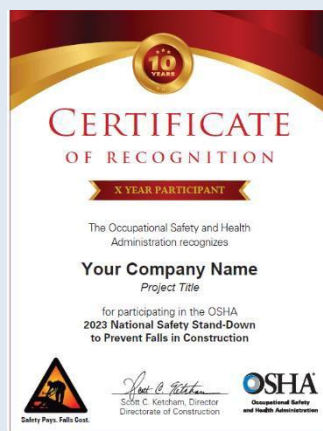 10
YEARS
CERTIFICATE
OF RECOGNITION
X YEAR PARTICIPANT
The Occupational Safety and Health
Administration recognizes
Your Company Name
Project Title
for participating in the OSHA
2023 National Safety Stand-Down
to Prevent Falls in Construction
Scott C. Ketcham
Scott C. Ketcham, Director
Directorate of Construction
Safety Pays. Falls Cost.
OSHA
Occupational Safety
and Health Administration